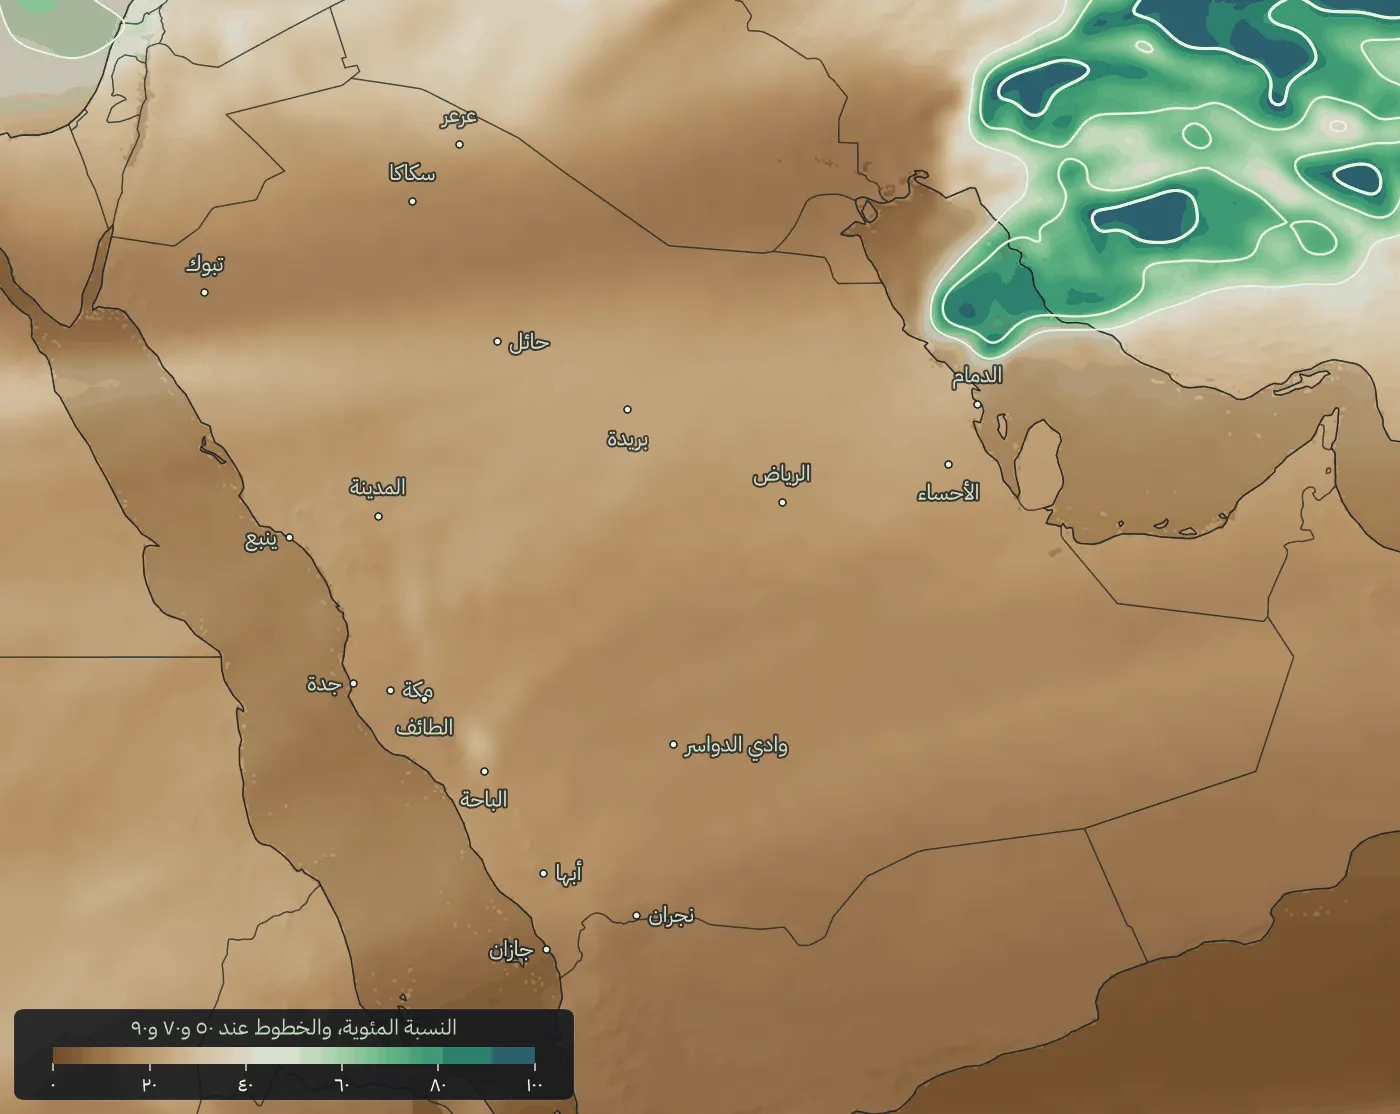 عرعر
سكاكا
تبوك
حائل
الدمام
بريدة
الرياض
الأحساء
المدينة
ينبع
جدة
مكة
الطائف
وادي الدواسر
الباحة
أبها
نجران
جازان
النسبة المئوية، والخطوط عند ٥٠ و٧٠ و٩٠
٠ ٢٠ ٤٠ ٦٠ ٨٠ ١٠٠